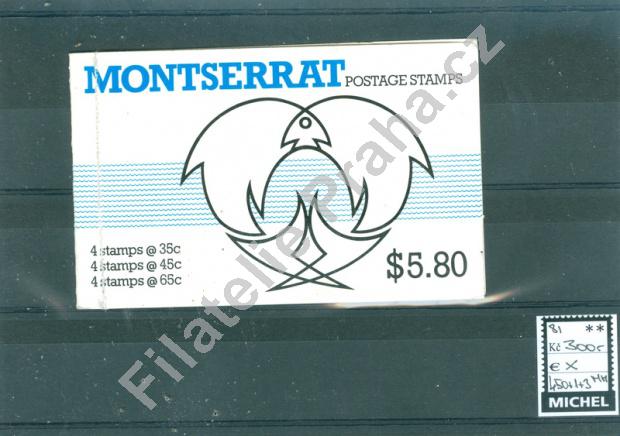 MONTSERRAT POSTAGE STAMPS
4 stamps @ 35c
4 stamps @ 45c
4 stamps @ 65c
$5.80
Filatelie-Praha.cz
81 **
Kč 300,-
€ X
MICHEL